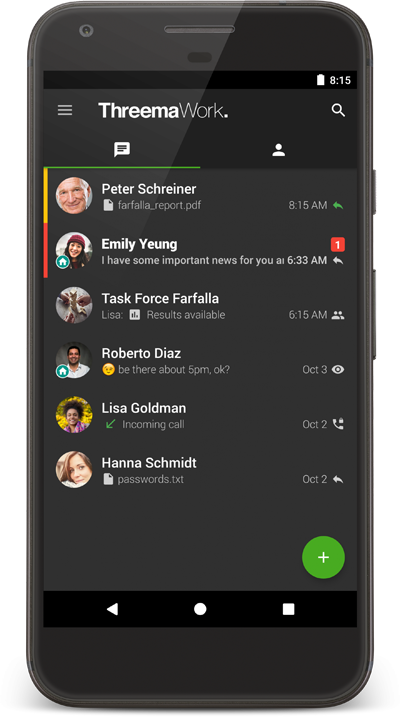 8:15
ThreemaWork.
Peter Schreiner
farfalla_report.pdf 8:15 AM
Emily Yeung 1
I have some important news for you an 6:33 AM
Task Force Farfalla
Lisa: Results available 6:15 AM
Roberto Diaz
be there about 5pm, ok? Oct 3
Lisa Goldman
Incoming call Oct 2
Hanna Schmidt
passwords.txt Oct 2